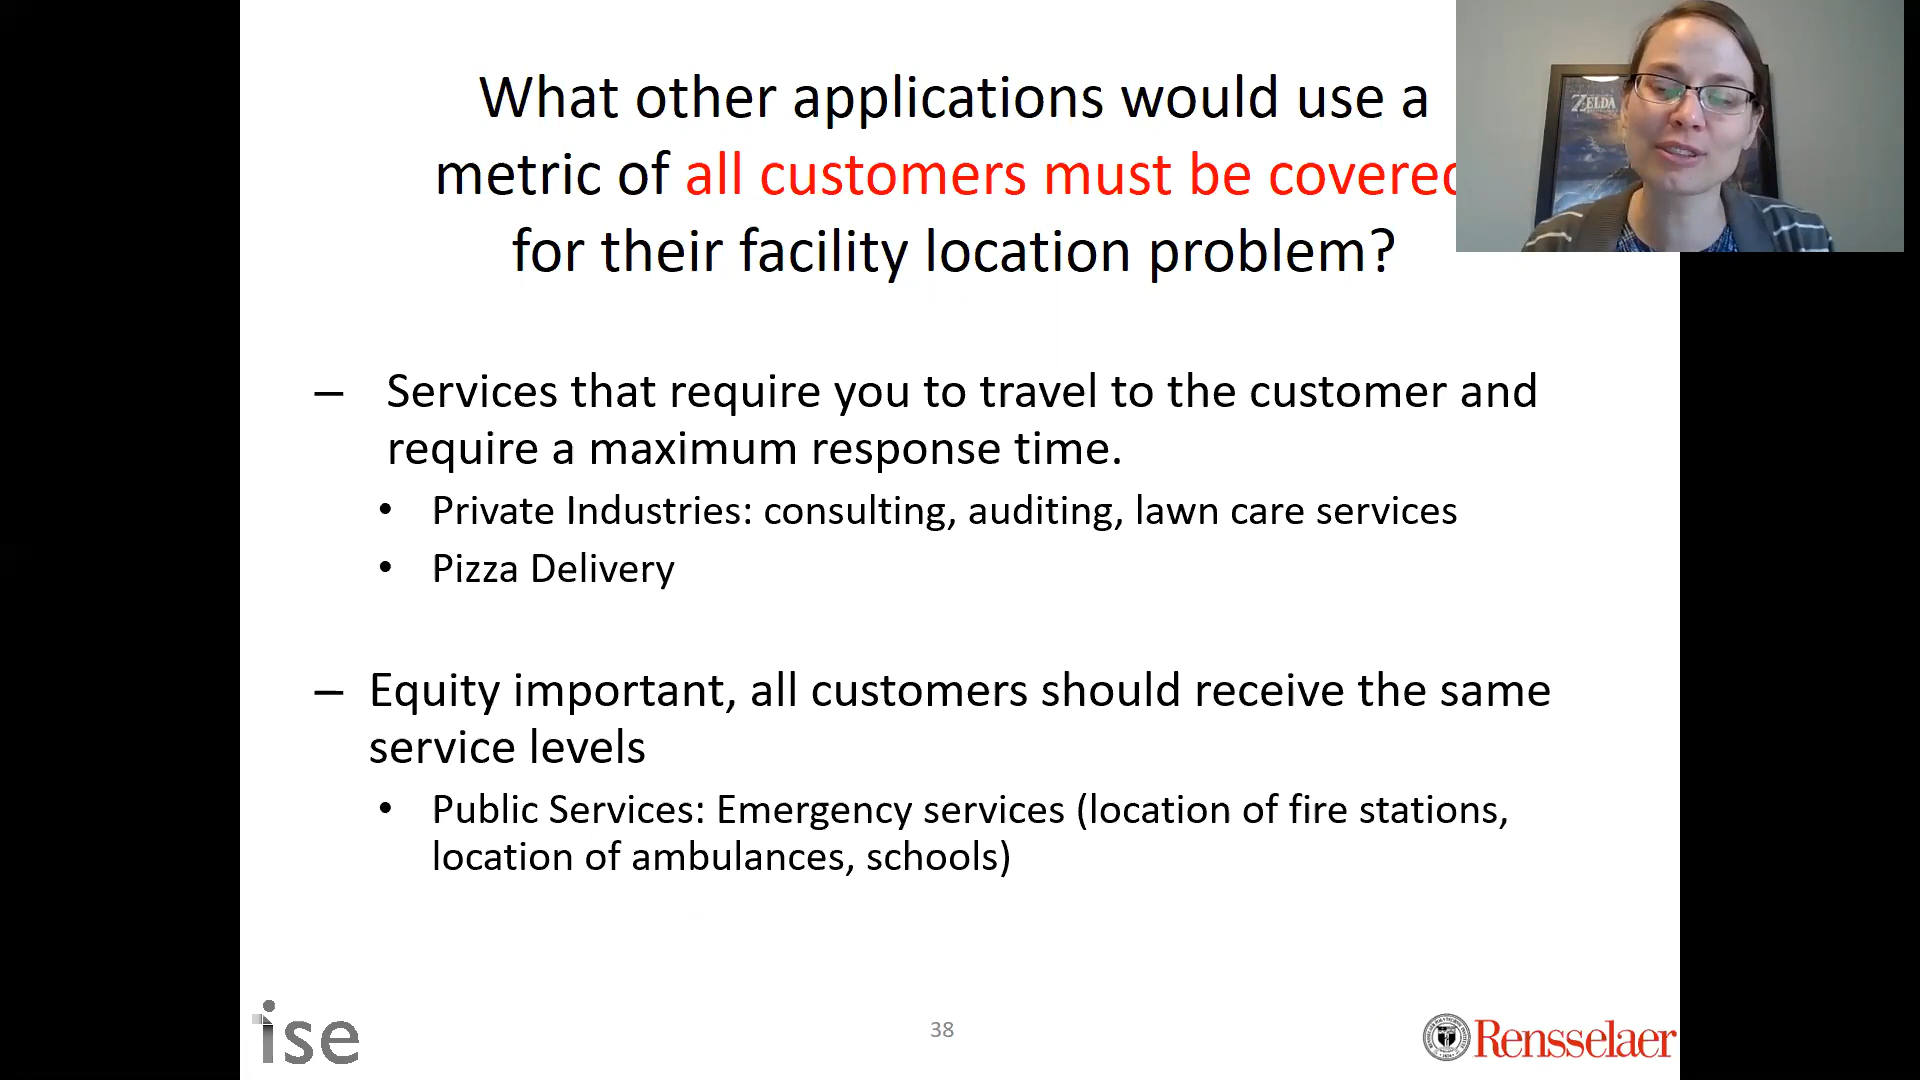 What other applications would use a
metric of all customers must be covered
for their facility location problem?
ZELDA
– Services that require you to travel to the customer and
require a maximum response time.
• Private Industries: consulting, auditing, lawn care services
• Pizza Delivery
– Equity important, all customers should receive the same
service levels
• Public Services: Emergency services (location of fire stations,
location of ambulances, schools)
ise
38
Rensselaer